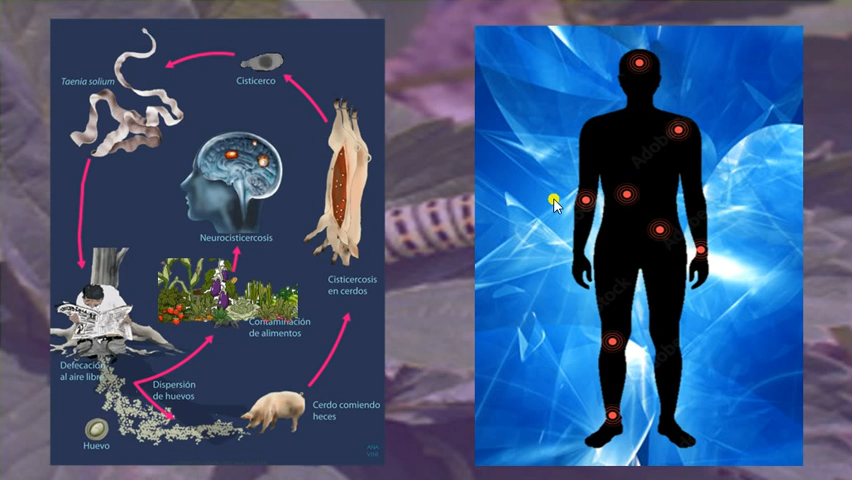 Taenia solium
Cisticerco
Neurocisticercosis
Cisticercosis
en cerdos
Contaminación
de alimentos
Defecación
al aire libre
Dispersión
de huevos
Cerdo comiendo
heces
Huevo
ANA